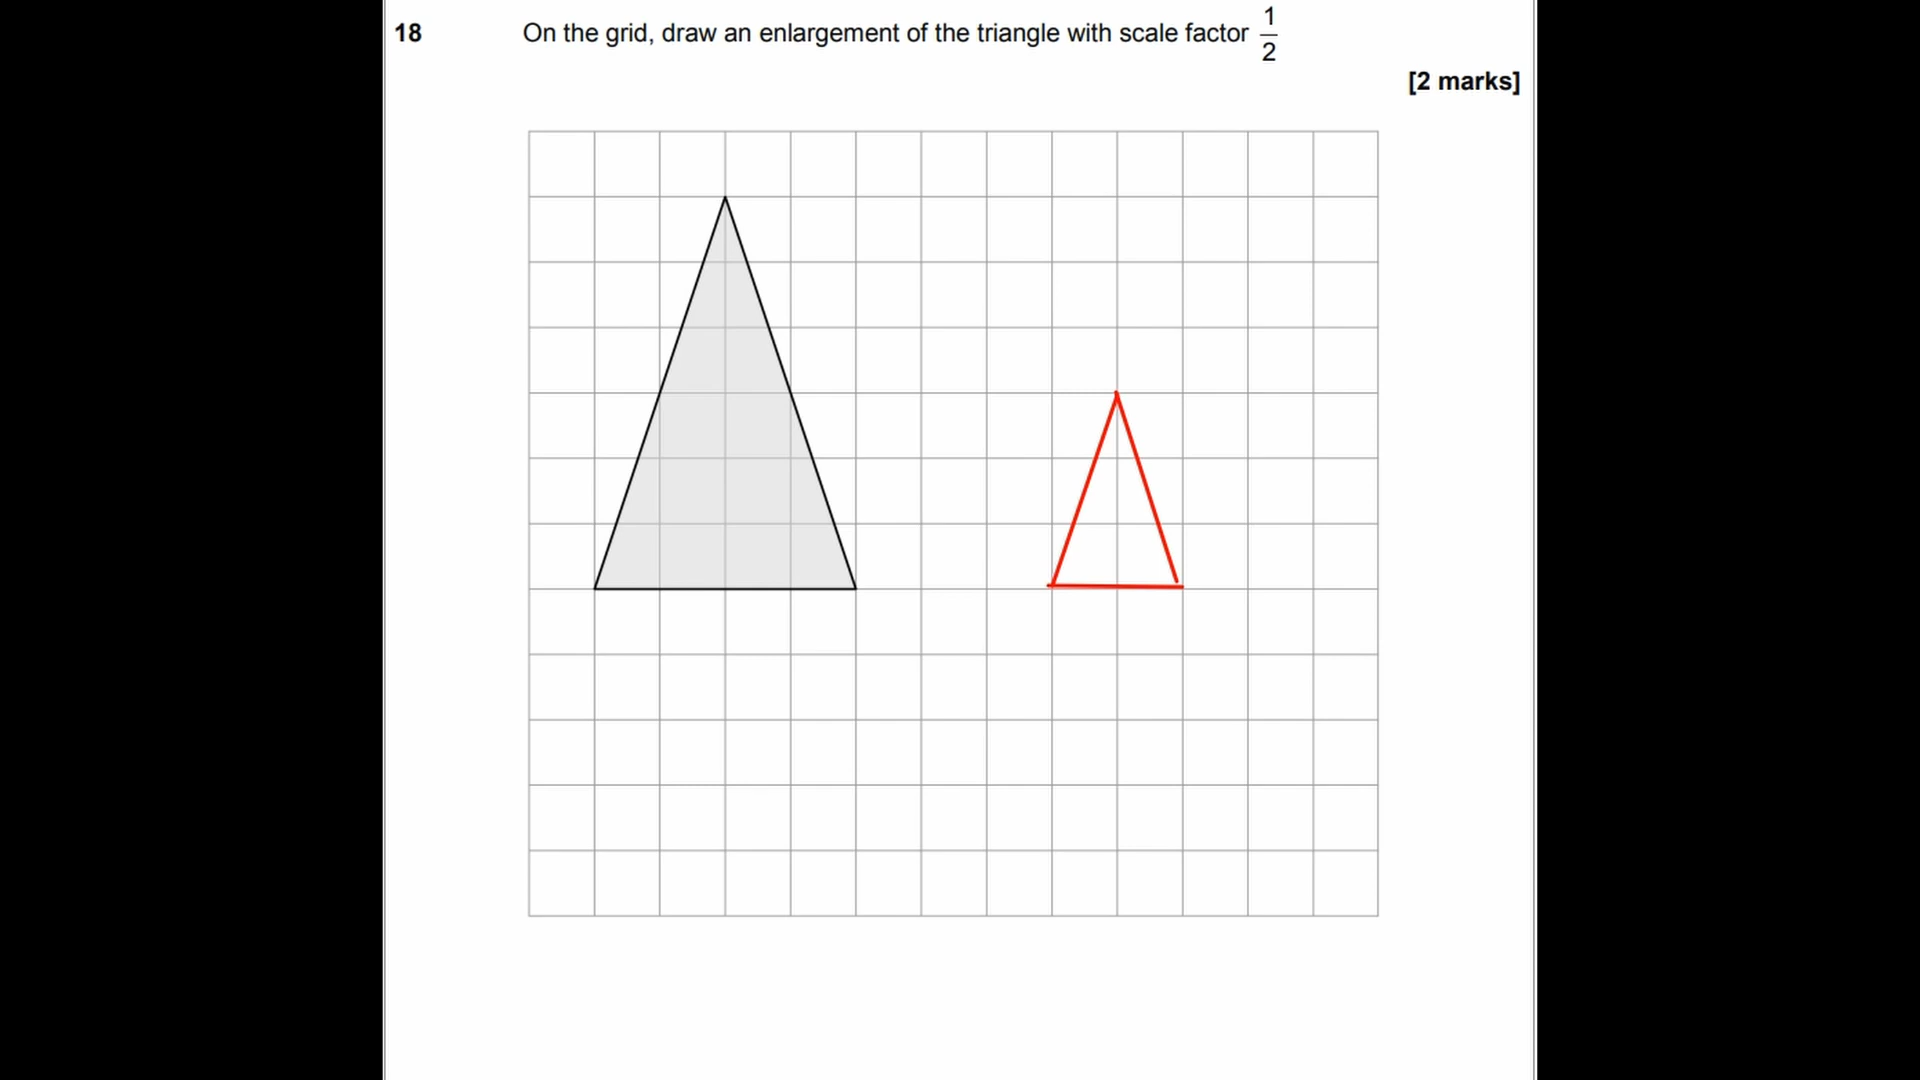 18 On the grid, draw an enlargement of the triangle with scale factor 1/2
[2 marks]